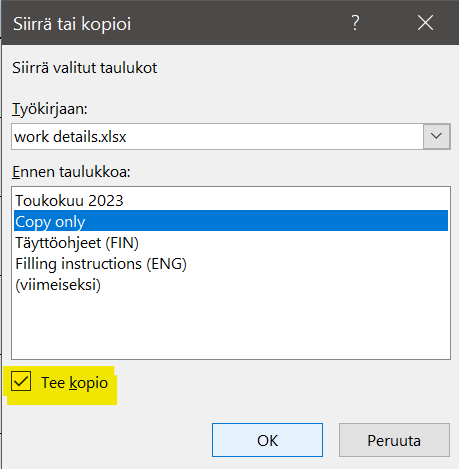 Siirrä tai kopioi
Siirrä valitut taulukot
Työkirjaan:
work details.xlsx
Ennen taulukkoa:
Toukokuu 2023
Copy only
Täyttöohjeet (FIN)
Filling instructions (ENG)
(viimeiseksi)
Tee kopio
OK Peruuta